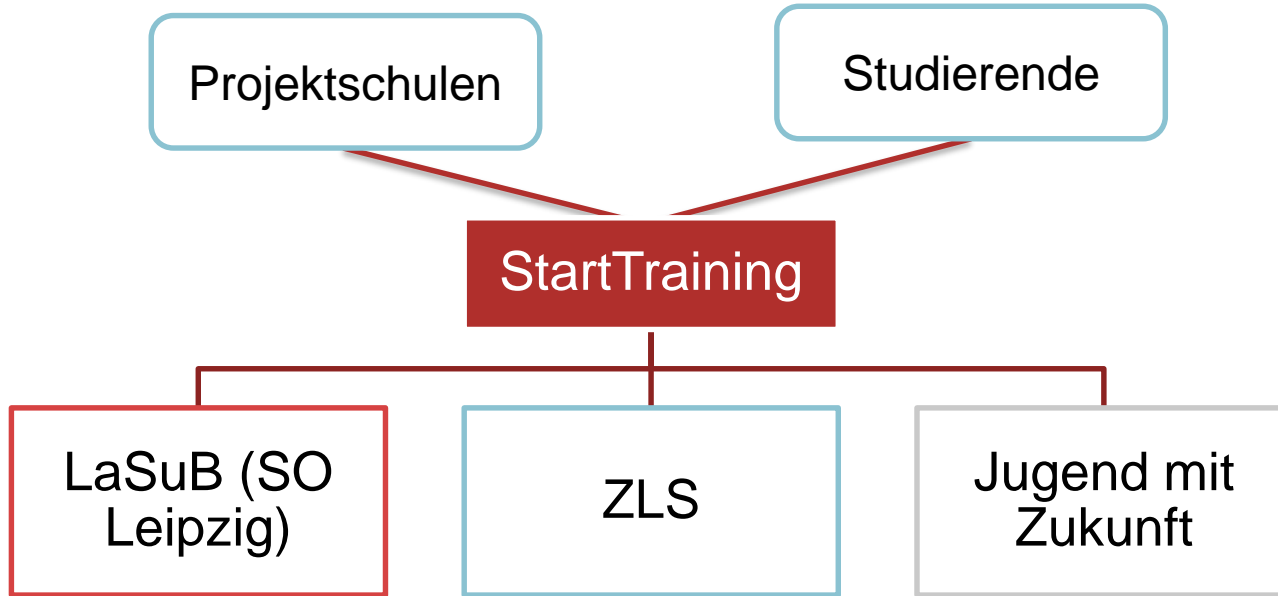 Projektschulen
Studierende
StartTraining
LaSuB (SO
Leipzig)
ZLS
Jugend mit
Zukunft